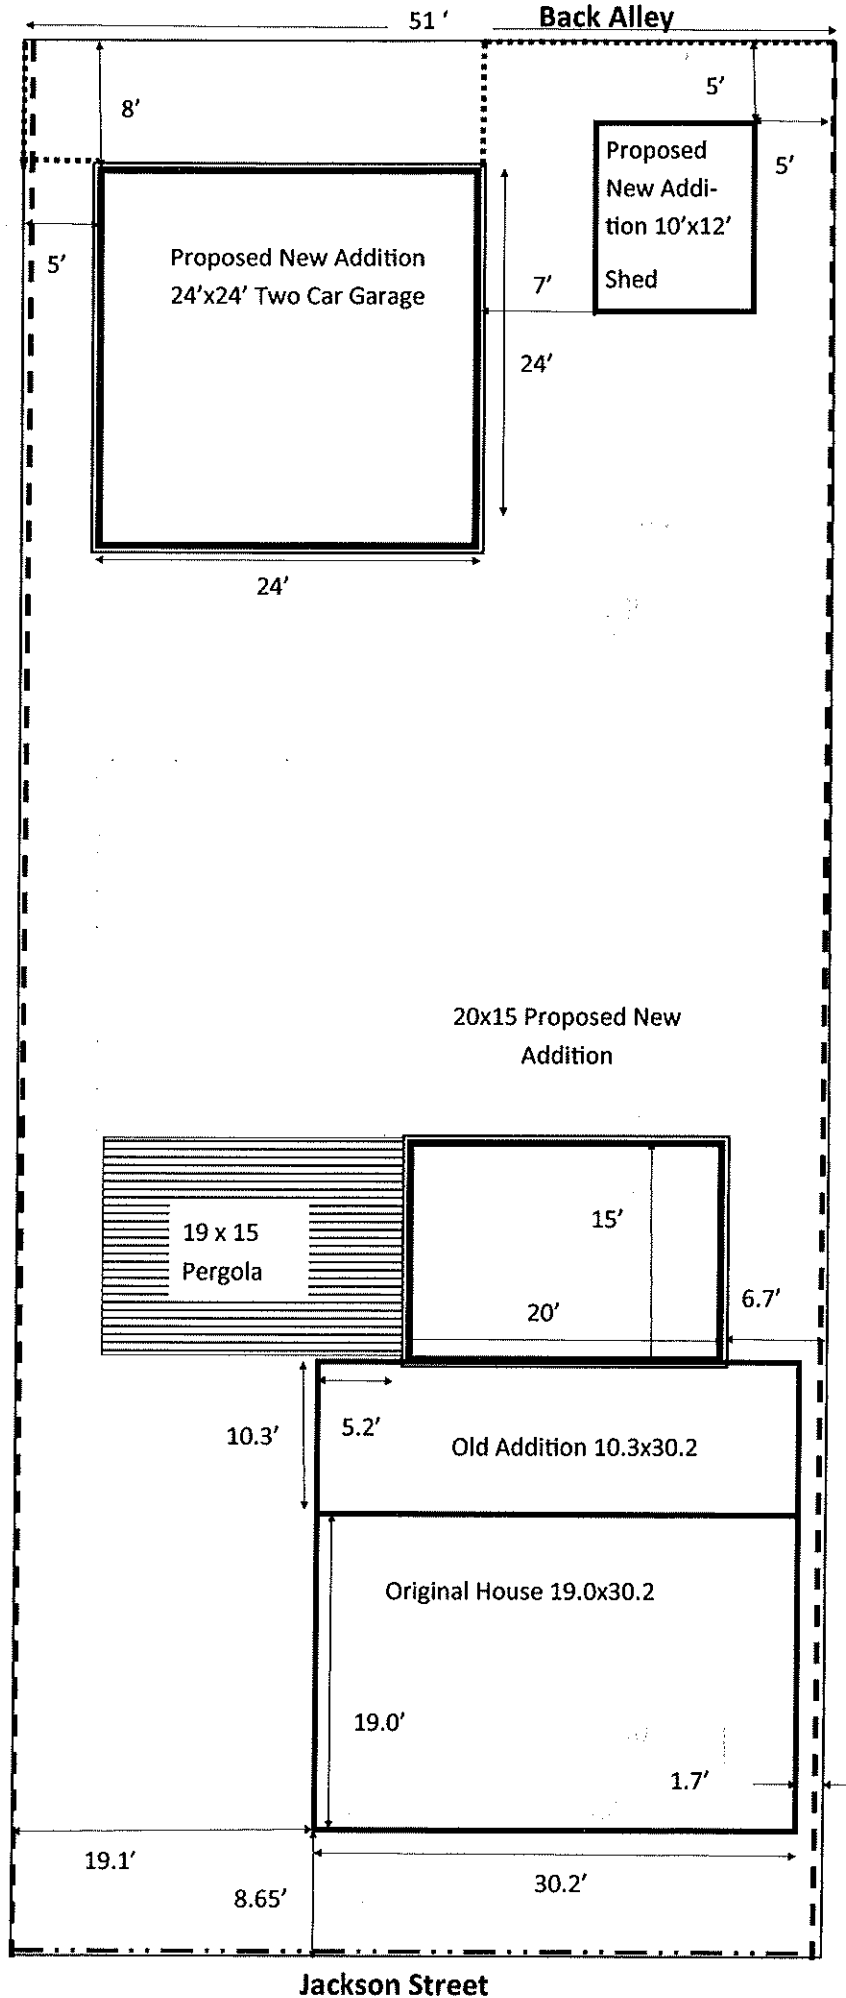 51 ‘
Back Alley
8’
5’
5’
Proposed
New Addi-
tion 10’x12’
Shed
5’
Proposed New Addition
24’x24’ Two Car Garage
7’
24’
24’
20x15 Proposed New
Addition
19 x 15
Pergola
15’
20’
6.7’
10.3’
5.2’
Old Addition 10.3x30.2
Original House 19.0x30.2
19.0’
1.7’
19.1’
30.2’
8.65’
Jackson Street